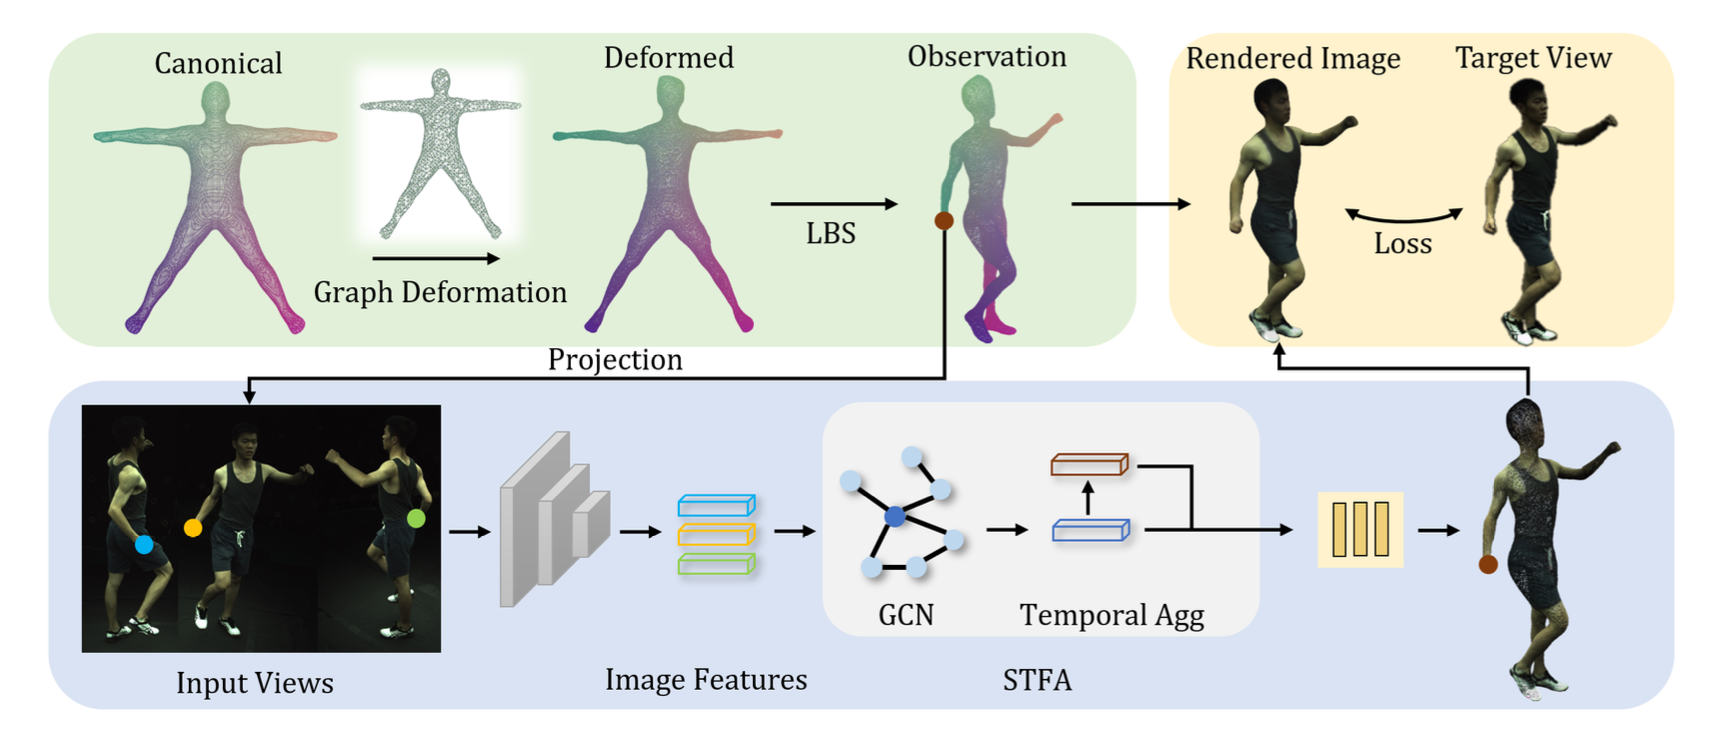 Canonical
Deformed
Observation
Rendered Image
Target View
LBS
Loss
Graph Deformation
Projection
GCN
Temporal Agg
Input Views
Image Features
STFA